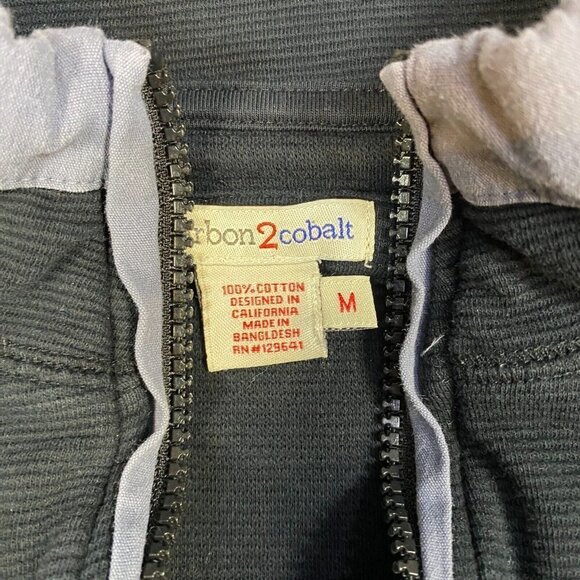 rbon2cobalt
100% COTTON
DESIGNED IN
CALIFORNIA
MADE IN
BANGLDESH
RN#129641
M